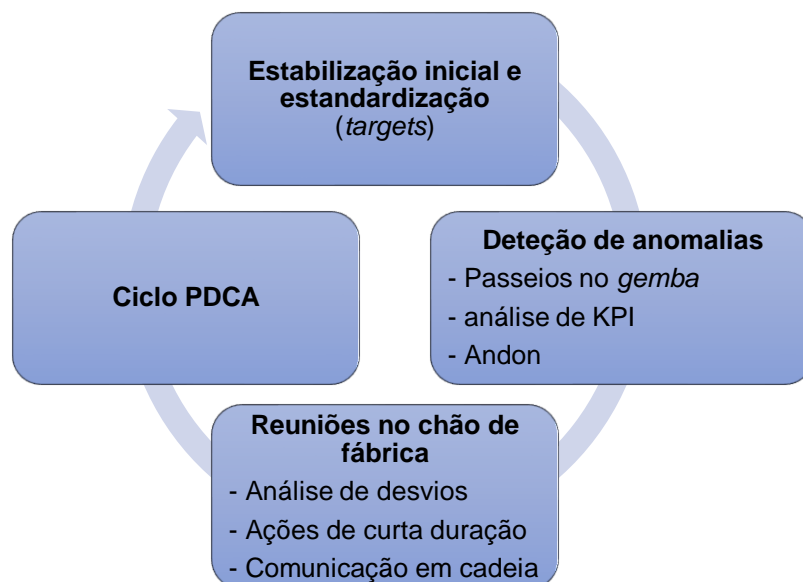 Estabilização inicial e
estandardização
(targets)
Deteção de anomalias
- Passeios no gemba
- análise de KPI
- Andon
Reuniões no chão de
fábrica
- Análise de desvios
- Ações de curta duração
- Comunicação em cadeia
Ciclo PDCA